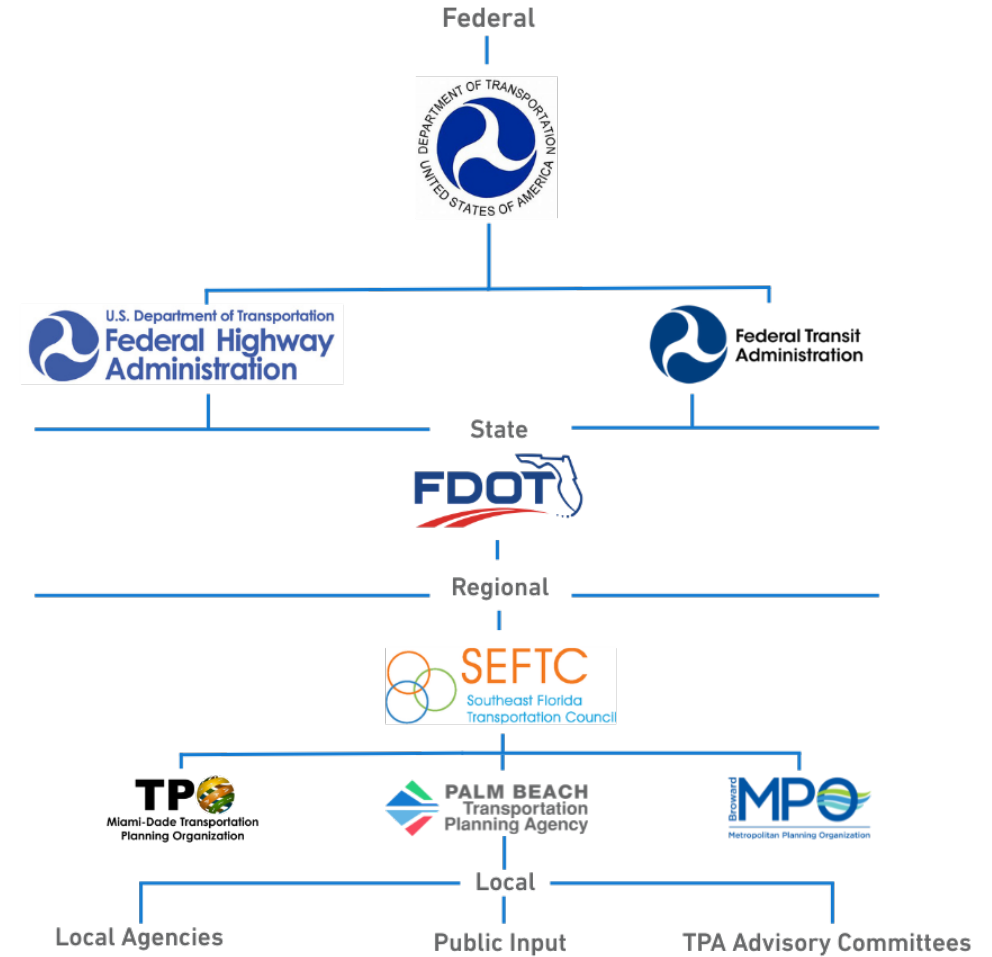 Federal
DEPARTMENT OF TRANSPORTATION
UNITED STATES OF AMERICA
U.S. Department of Transportation
Federal Highway
Administration
Federal Transit
Administration
State
FDOT
Regional
SEFTC
Southeast Florida
Transportation Council
TPO
Miami-Dade Transportation
Planning Organization
PALM BEACH
Transportation
Planning Agency
Broward
MPO
Metropolitan Planning Organization
Local
Local Agencies
Public Input
TPA Advisory Committees